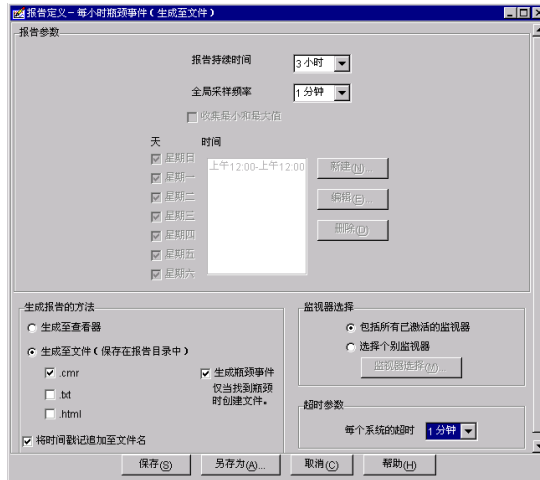 报告定义 - 每小时瓶颈事件 ( 生成至文件 )
报告参数
报告持续时间 3 小时
全局采样频率 1 分钟
收集最小和最大值
天 时间
星期日
星期一
星期二
星期三
星期四
星期五
星期六
上午12:00-上午12:00
新建(N)...
编辑(E)...
删除(D)
生成报告的方法
生成至查看器
生成至文件 ( 保存在报告目录中 )
.cmr
.txt
.html
生成瓶颈事件
仅当找到瓶颈
时创建文件。
将时间戳记追加至文件名
监视器选择
包括所有已激活的监视器
选择个别监视器
监视器选择(M)...
超时参数
每个系统的超时 1 分钟
保存(S) 另存为(A)... 取消(C) 帮助(H)